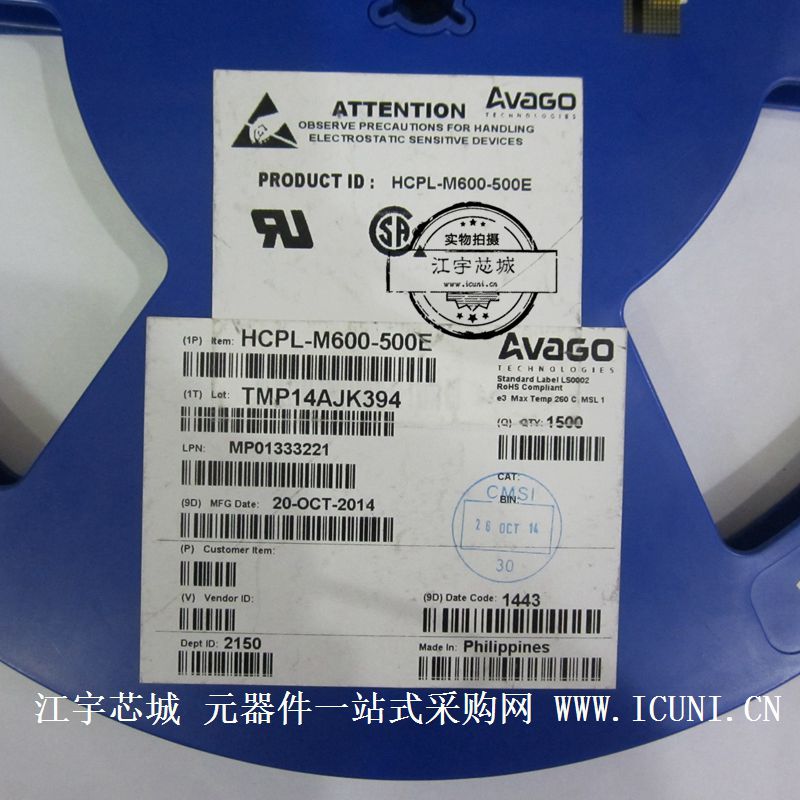 ATTENTION
OBSERVE PRECAUTIONS FOR HANDLING
ELECTROSTATIC SENSITIVE DEVICES
AVAGO
TECHNOLOGIES
PRODUCT ID : HCPL-M600-500E
实物拍摄
江宇芯城
www.icuni.cn
(1P) Item: HCPL-M600-500E
(1T) Lot: TMP14AJK394
LPN: MP01333221
(9D) MFG Date: 20-OCT-2014
(P) Customer Item:
(V) Vendor ID:
Dept ID: 2150
AVAGO
TECHNOLOGIES
Standard Label LS0002
RoHS Compliant
e3 Max Temp 260 C MSL 1
(Q) QTY: 1500
CAT:
BIN:
CMSI
26 OCT 14
30
(9D) Date Code: 1443
Made In: Philippines
江宇芯城 元器件一站式采购网 WWW.ICUNI.CN